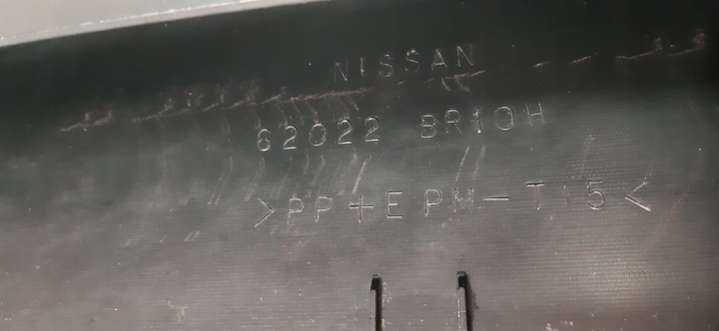 NISSAN
62022 BR10H
>PP+EPM-T15<